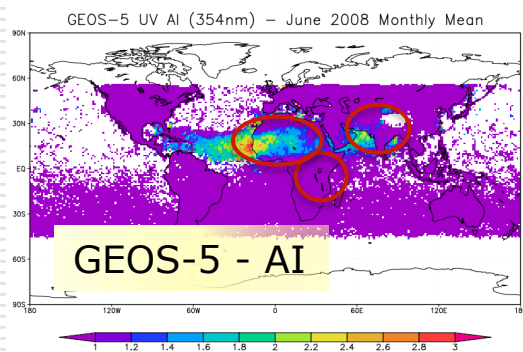 GEOS-5 UV AI (354nm) - June 2008 Monthly Mean
90N
60N
30N
EQ
30S
60S
90S
180 120W 60W 0 60E 120E 180
GEOS-5 - AI
1 1.2 1.4 1.6 1.8 2 2.2 2.4 2.6 2.8 3